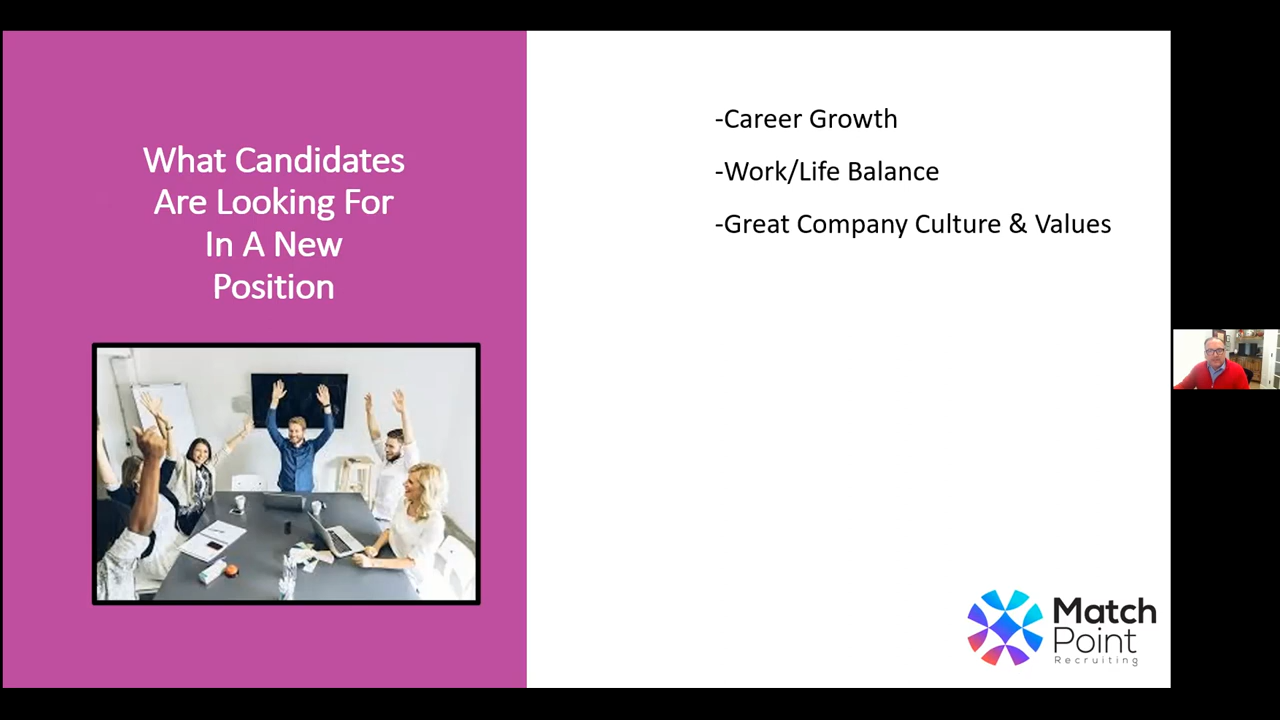 What Candidates
Are Looking For
In A New
Position
-Career Growth
-Work/Life Balance
-Great Company Culture & Values
Match
Point
Recruiting